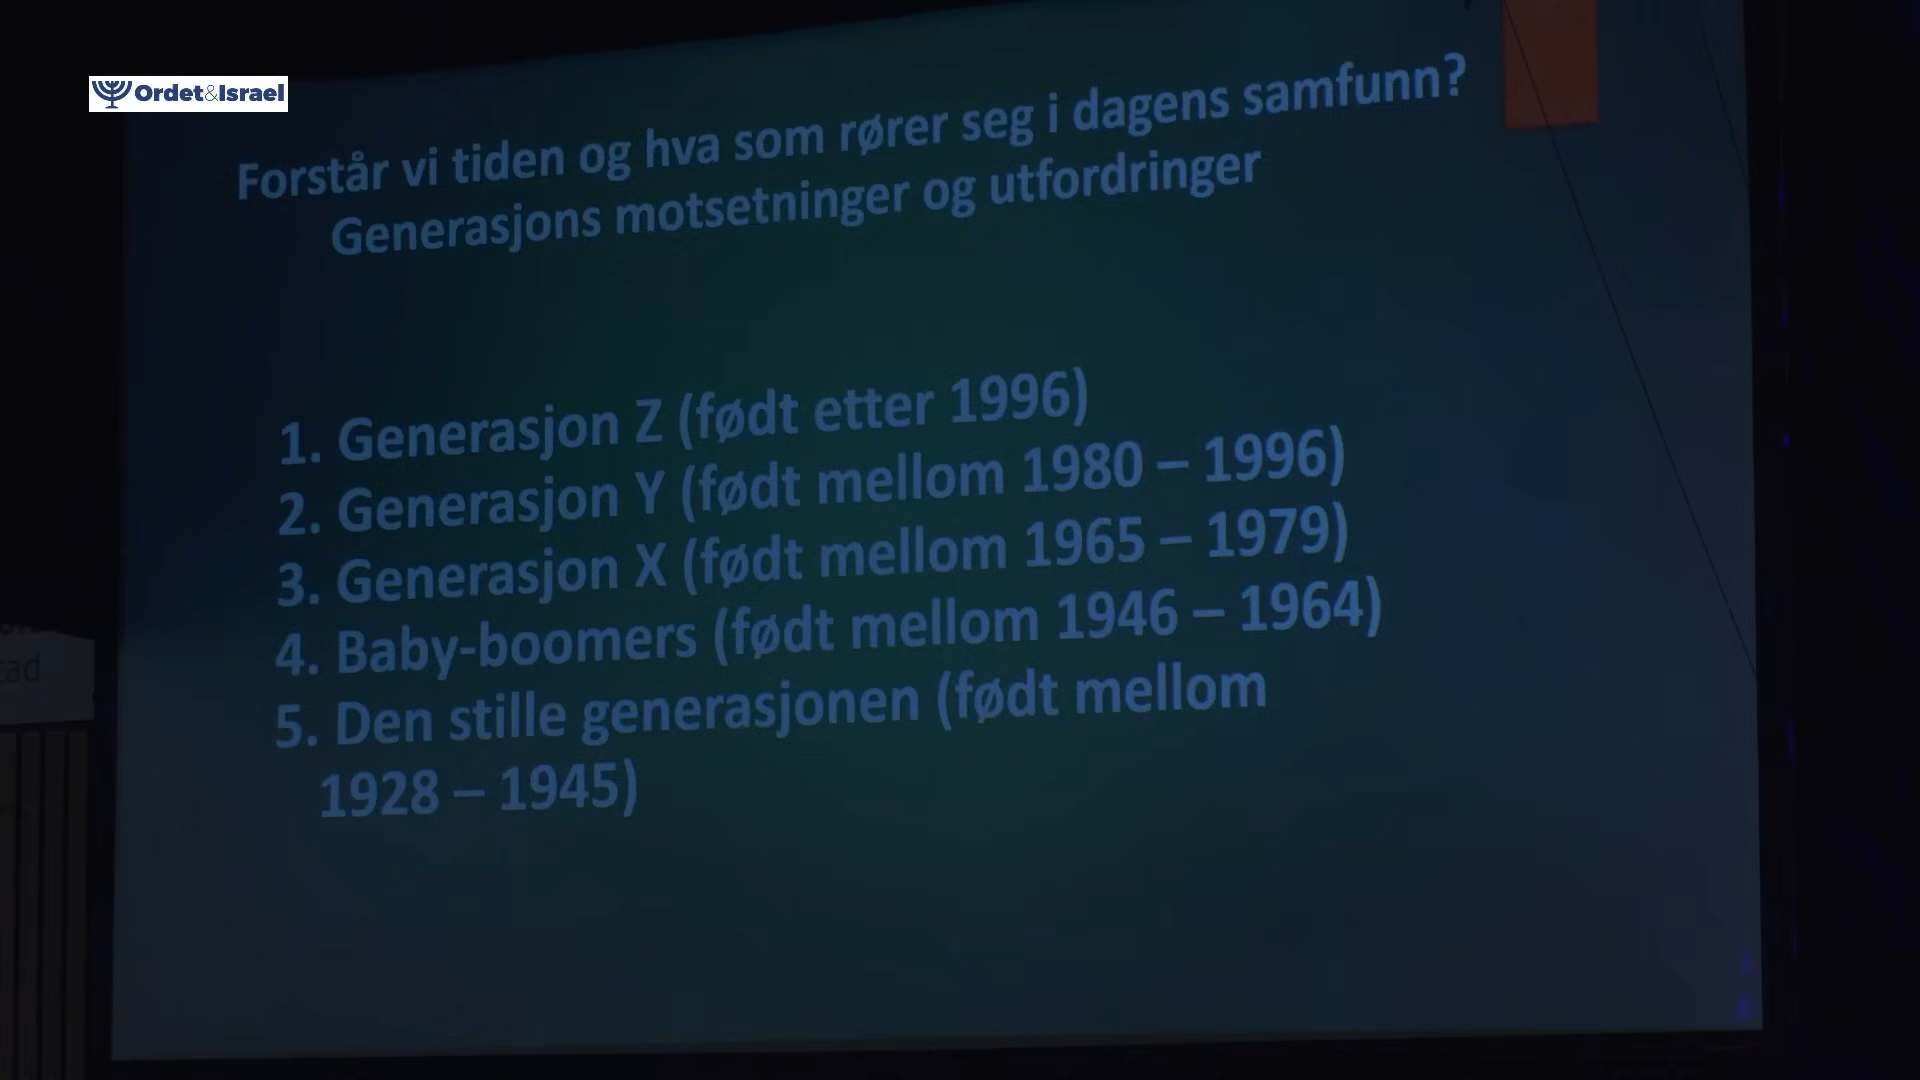 Ordet&Israel
Forstår vi tiden og hva som rører seg i dagens samfunn?
Generasjons motsetninger og utfordringer
1. Generasjon Z (født etter 1996)
2. Generasjon Y (født mellom 1980 – 1996)
3. Generasjon X (født mellom 1965 – 1979)
4. Baby-boomers (født mellom 1946 – 1964)
5. Den stille generasjonen (født mellom
1928 – 1945)